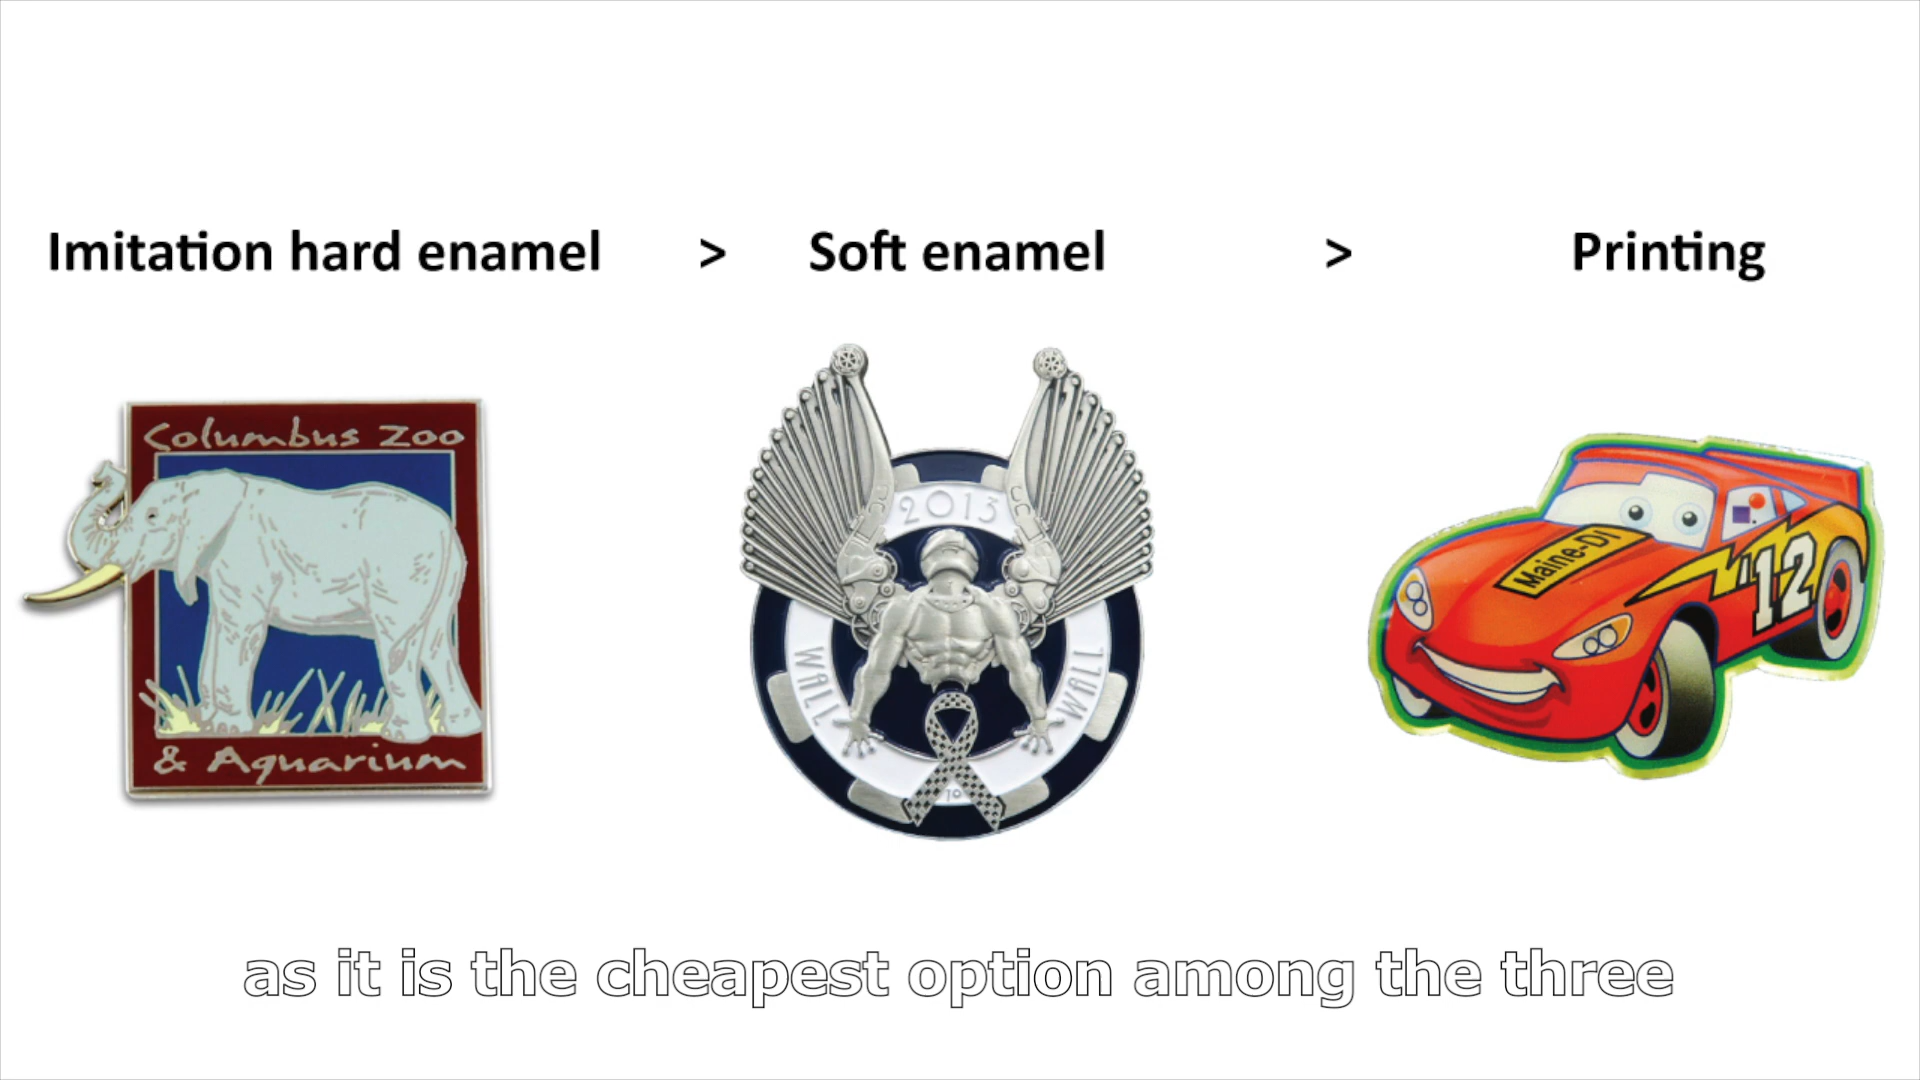 Imitation hard enamel > Soft enamel > Printing
Columbus Zoo
& Aquarium
2013
WALL
WALL
10
Maine-DI
'12
as it is the cheapest option among the three